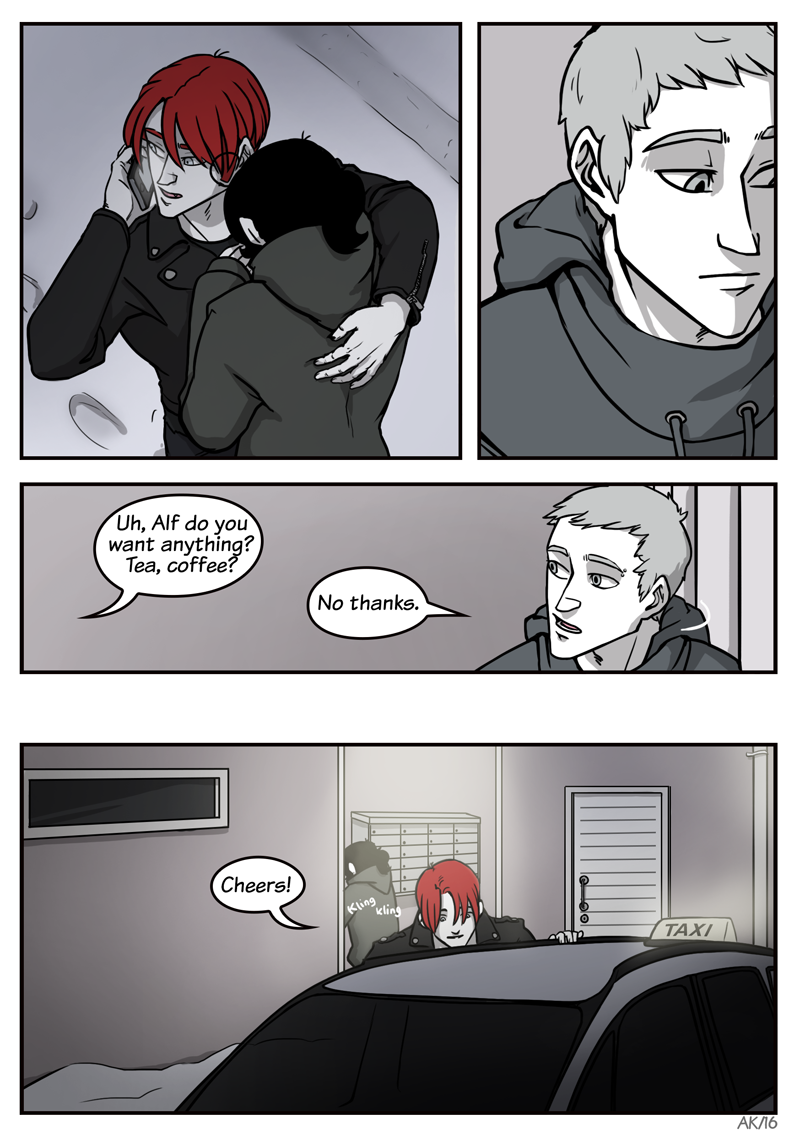 Uh, Alf do you
want anything?
Tea, coffee?
No thanks.
Cheers!
Kling
kling
TAXI
AK/16